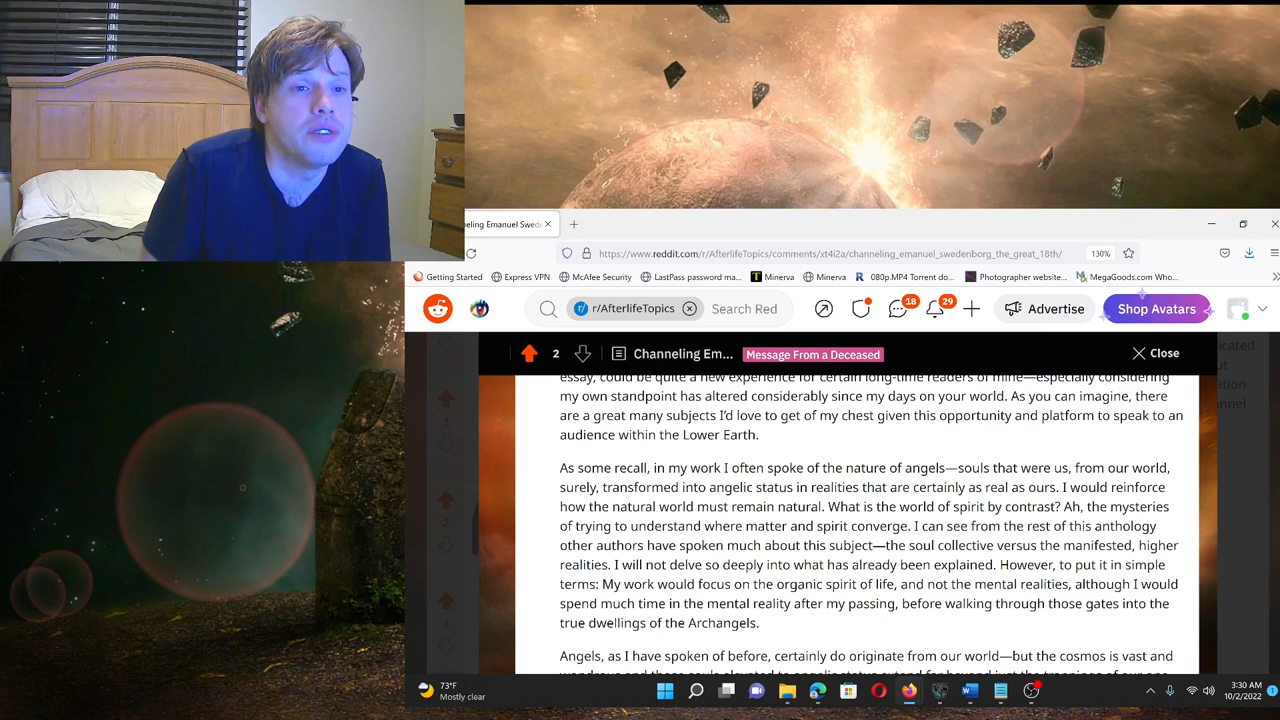 eling Emanuel Swed
https://www.reddit.com/r/AfterlifeTopics/comments/xt4i2a/channeling_emanuel_swedenborg_the_great_18th/
130%
Getting Started Express VPN McAfee Security LastPass password ma... Minerva Minerva 080p.MP4 Torrent do... Photographer website... MegaGoods.com Who...
r/AfterlifeTopics Search Red 18 29 Advertise Shop Avatars
2 Channeling Em... Message From a Deceased Close
essay, could be quite a new experience for certain long-time readers of mine—especially considering
my own standpoint has altered considerably since my days on your world. As you can imagine, there
are a great many subjects I'd love to get of my chest given this opportunity and platform to speak to an
audience within the Lower Earth.
As some recall, in my work I often spoke of the nature of angels—souls that were us, from our world,
surely, transformed into angelic status in realities that are certainly as real as ours. I would reinforce
how the natural world must remain natural. What is the world of spirit by contrast? Ah, the mysteries
of trying to understand where matter and spirit converge. I can see from the rest of this anthology
other authors have spoken much about this subject—the soul collective versus the manifested, higher
realities. I will not delve so deeply into what has already been explained. However, to put it in simple
terms: My work would focus on the organic spirit of life, and not the mental realities, although I would
spend much time in the mental reality after my passing, before walking through those gates into the
true dwellings of the Archangels.
Angels, as I have spoken of before, certainly do originate from our world—but the cosmos is vast and
73°F
Mostly clear
3:30 AM
10/2/2022